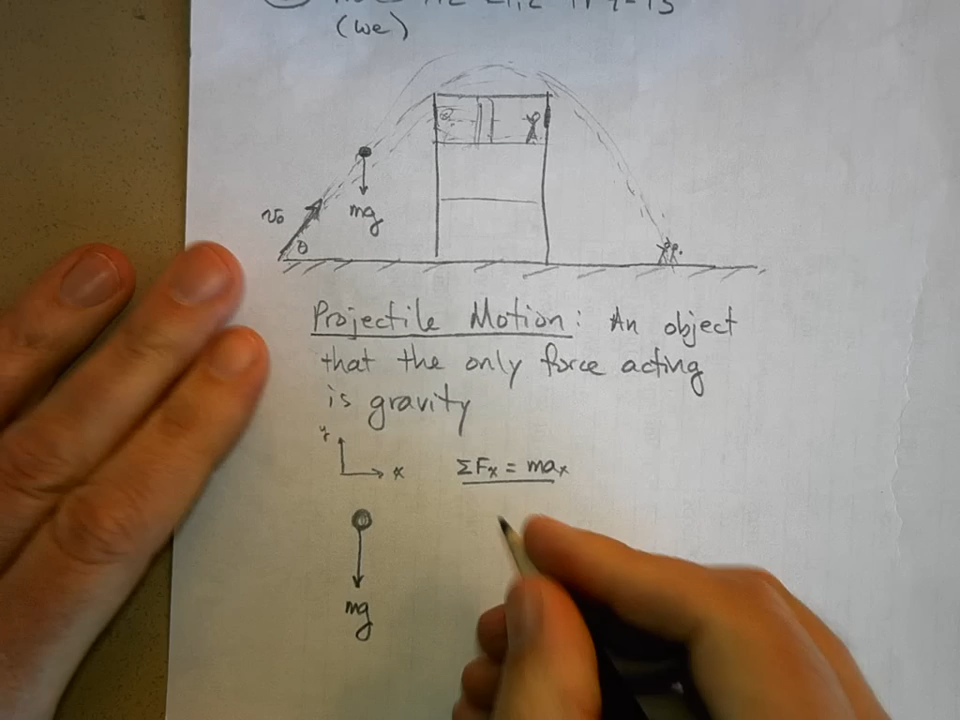 (we)
v₀
θ
mg
Projectile Motion: An object
that the only force acting
is gravity
y
x
ΣFx = max
mg